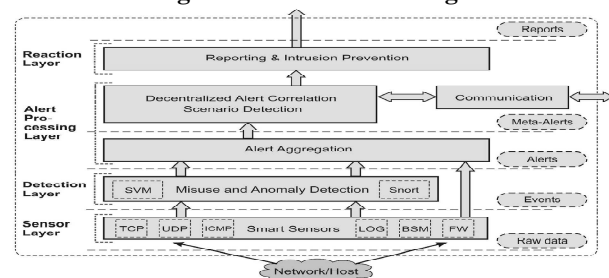 Reports
Reaction
Layer
Reporting & Intrusion Prevention
Alert
Pro-
cessing
Layer
Decentralized Alert Correlation
Scenario Detection
Communication
Meta-Alerts
Alert Aggregation
Alerts
Detection
Layer
SVM Misuse and Anomaly Detection Snort
Events
Sensor
Layer
TCP UDP ICMP Smart Sensors LOG BSM FW
Raw data
Network/Host